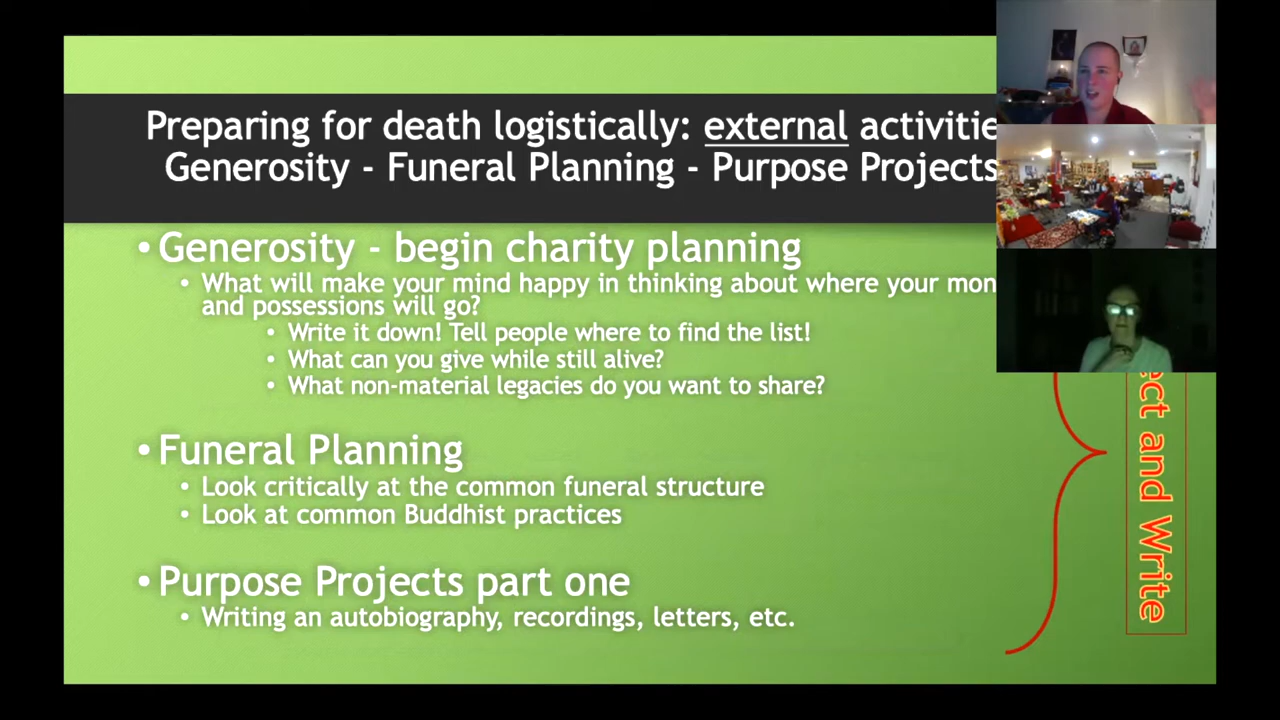 Preparing for death logistically: external activitie
Generosity - Funeral Planning - Purpose Projects
• Generosity - begin charity planning
• What will make your mind happy in thinking about where your mon
and possessions will go?
• Write it down! Tell people where to find the list!
• What can you give while still alive?
• What non-material legacies do you want to share?
• Funeral Planning
• Look critically at the common funeral structure
• Look at common Buddhist practices
• Purpose Projects part one
• Writing an autobiography, recordings, letters, etc.
ect and Write